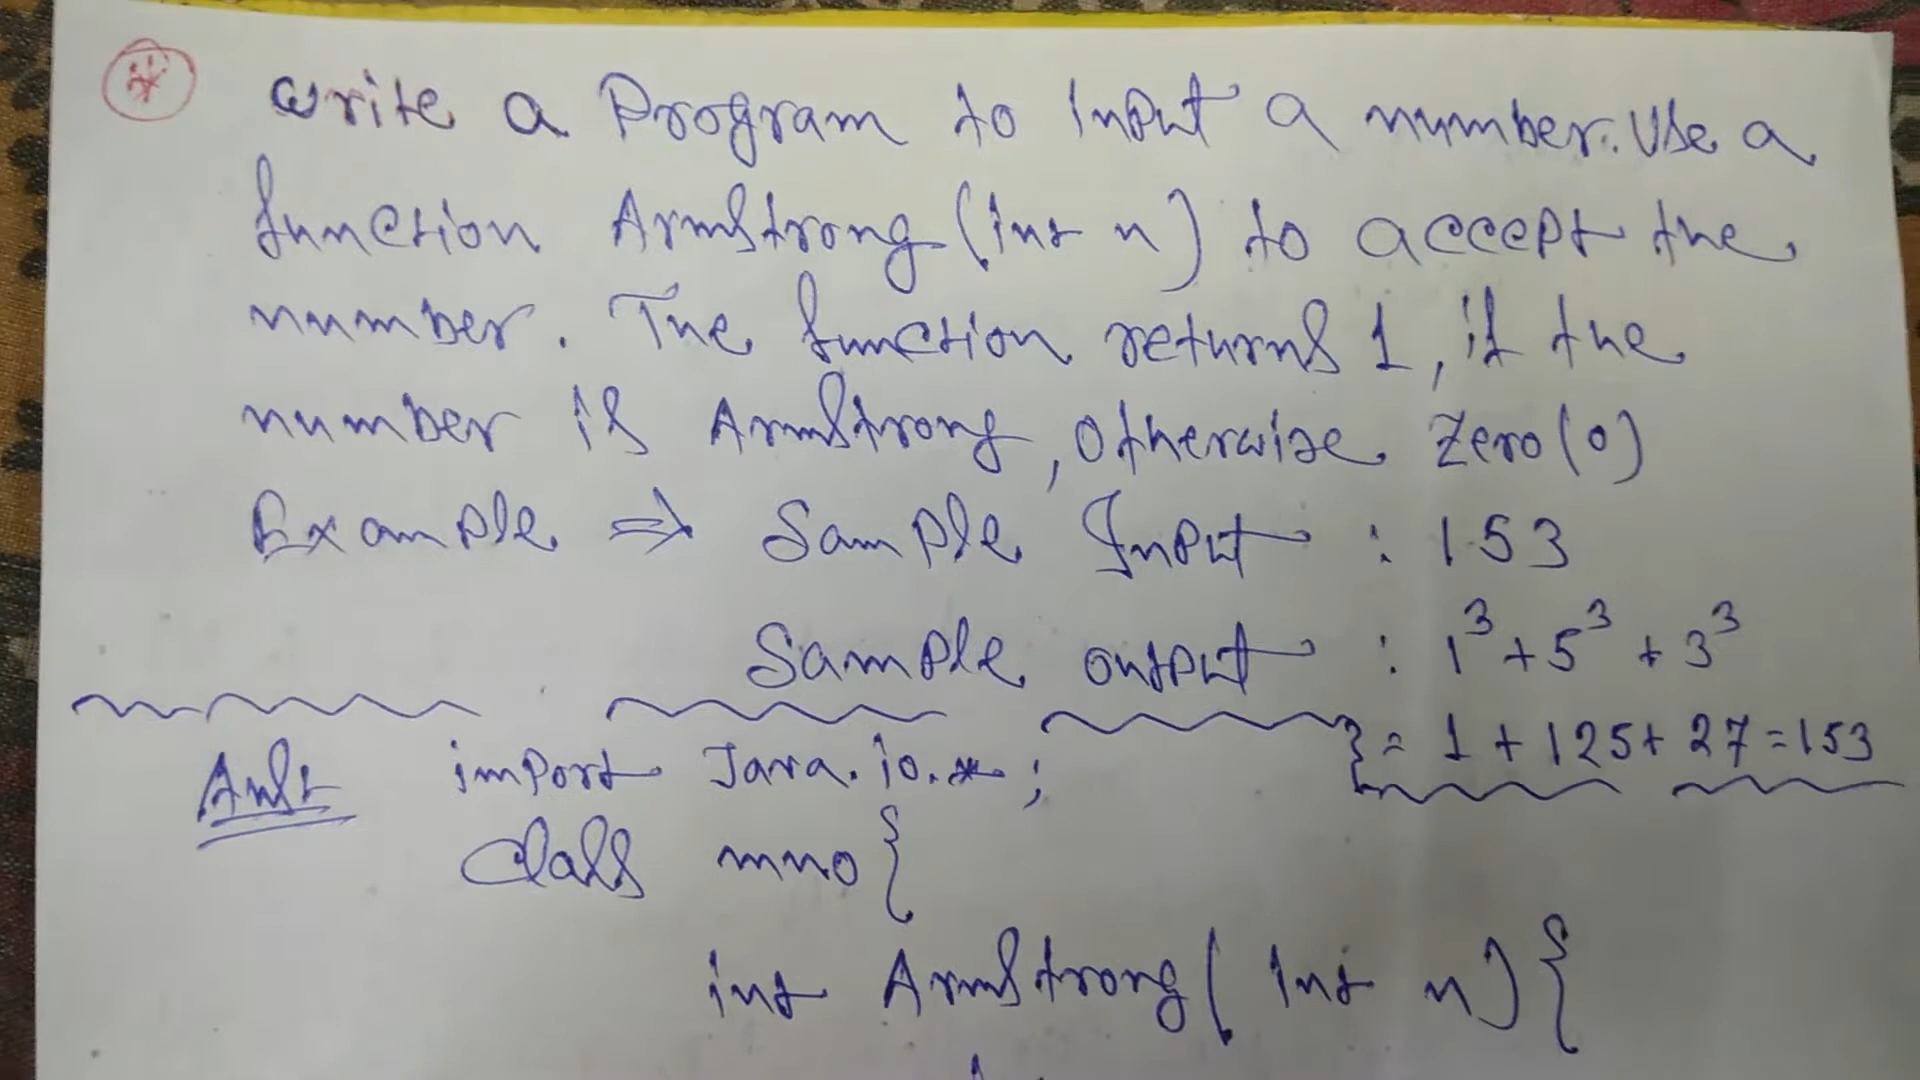 Write a Program to input a number. Use a
function Armstrong (int n) to accept the
number. The function returns 1, if the
number is Armstrong, otherwise zero (0)
Example => Sample Input : 153
Sample output : 1³ + 5³ + 3³
= 1 + 125 + 27 = 153
Ans:
import Java.io.*;
Class mno{
int Armstrong( int n) {